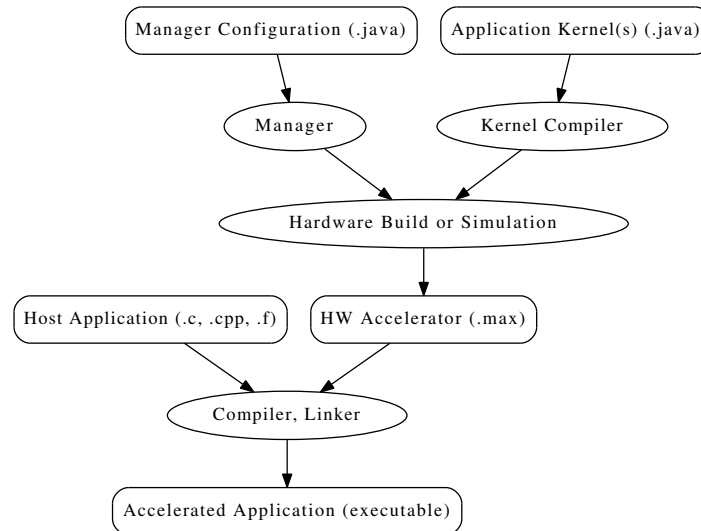 Manager Configuration (.java)
Application Kernel(s) (.java)
Manager
Kernel Compiler
Hardware Build or Simulation
Host Application (.c, .cpp, .f)
HW Accelerator (.max)
Compiler, Linker
Accelerated Application (executable)